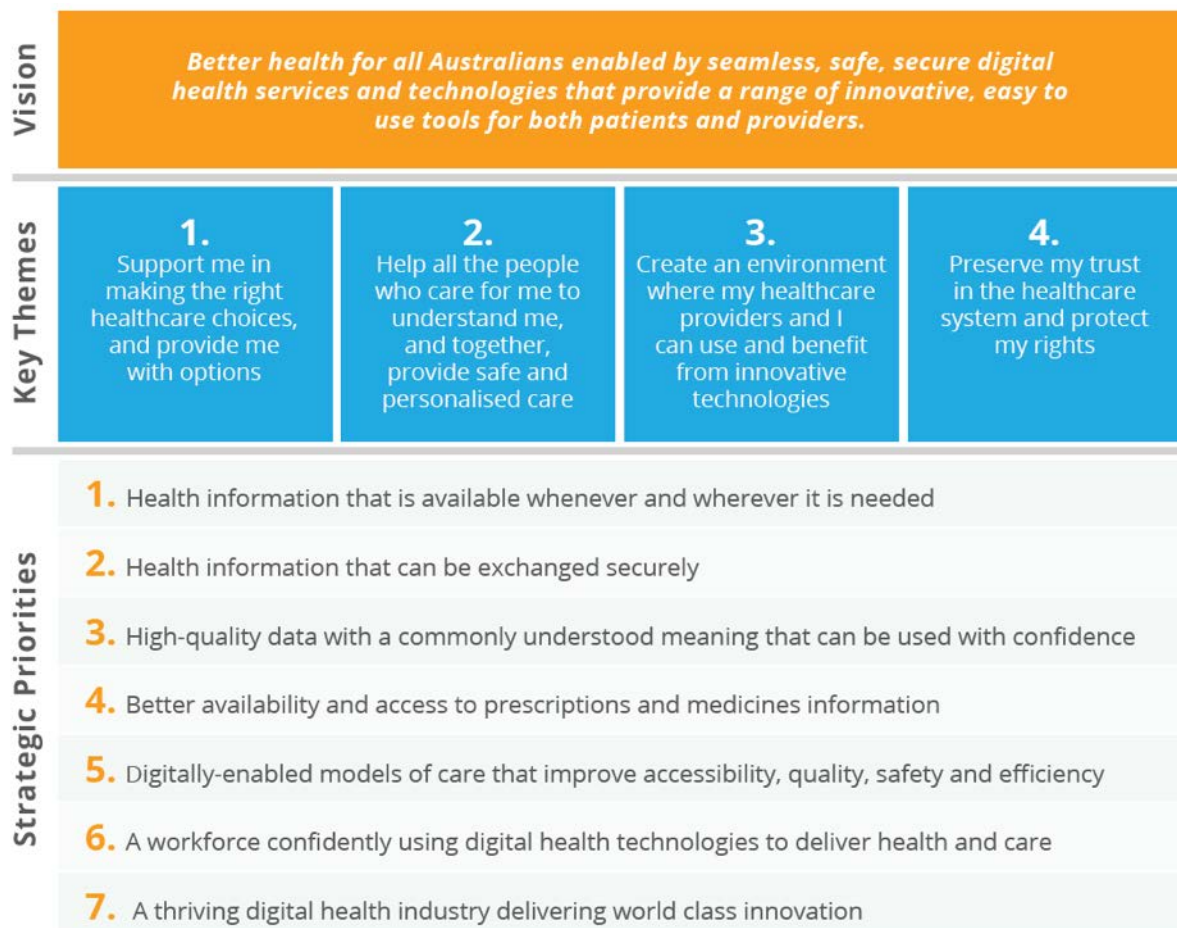 Vision
Better health for all Australians enabled by seamless, safe, secure digital
health services and technologies that provide a range of innovative, easy to
use tools for both patients and providers.
Key Themes
1.
Support me in
making the right
healthcare choices,
and provide me
with options
2.
Help all the people
who care for me to
understand me,
and together,
provide safe and
personalised care
3.
Create an environment
where my healthcare
providers and I
can use and benefit
from innovative
technologies
4.
Preserve my trust
in the healthcare
system and protect
my rights
Strategic Priorities
1. Health information that is available whenever and wherever it is needed
2. Health information that can be exchanged securely
3. High-quality data with a commonly understood meaning that can be used with confidence
4. Better availability and access to prescriptions and medicines information
5. Digitally-enabled models of care that improve accessibility, quality, safety and efficiency
6. A workforce confidently using digital health technologies to deliver health and care
7. A thriving digital health industry delivering world class innovation